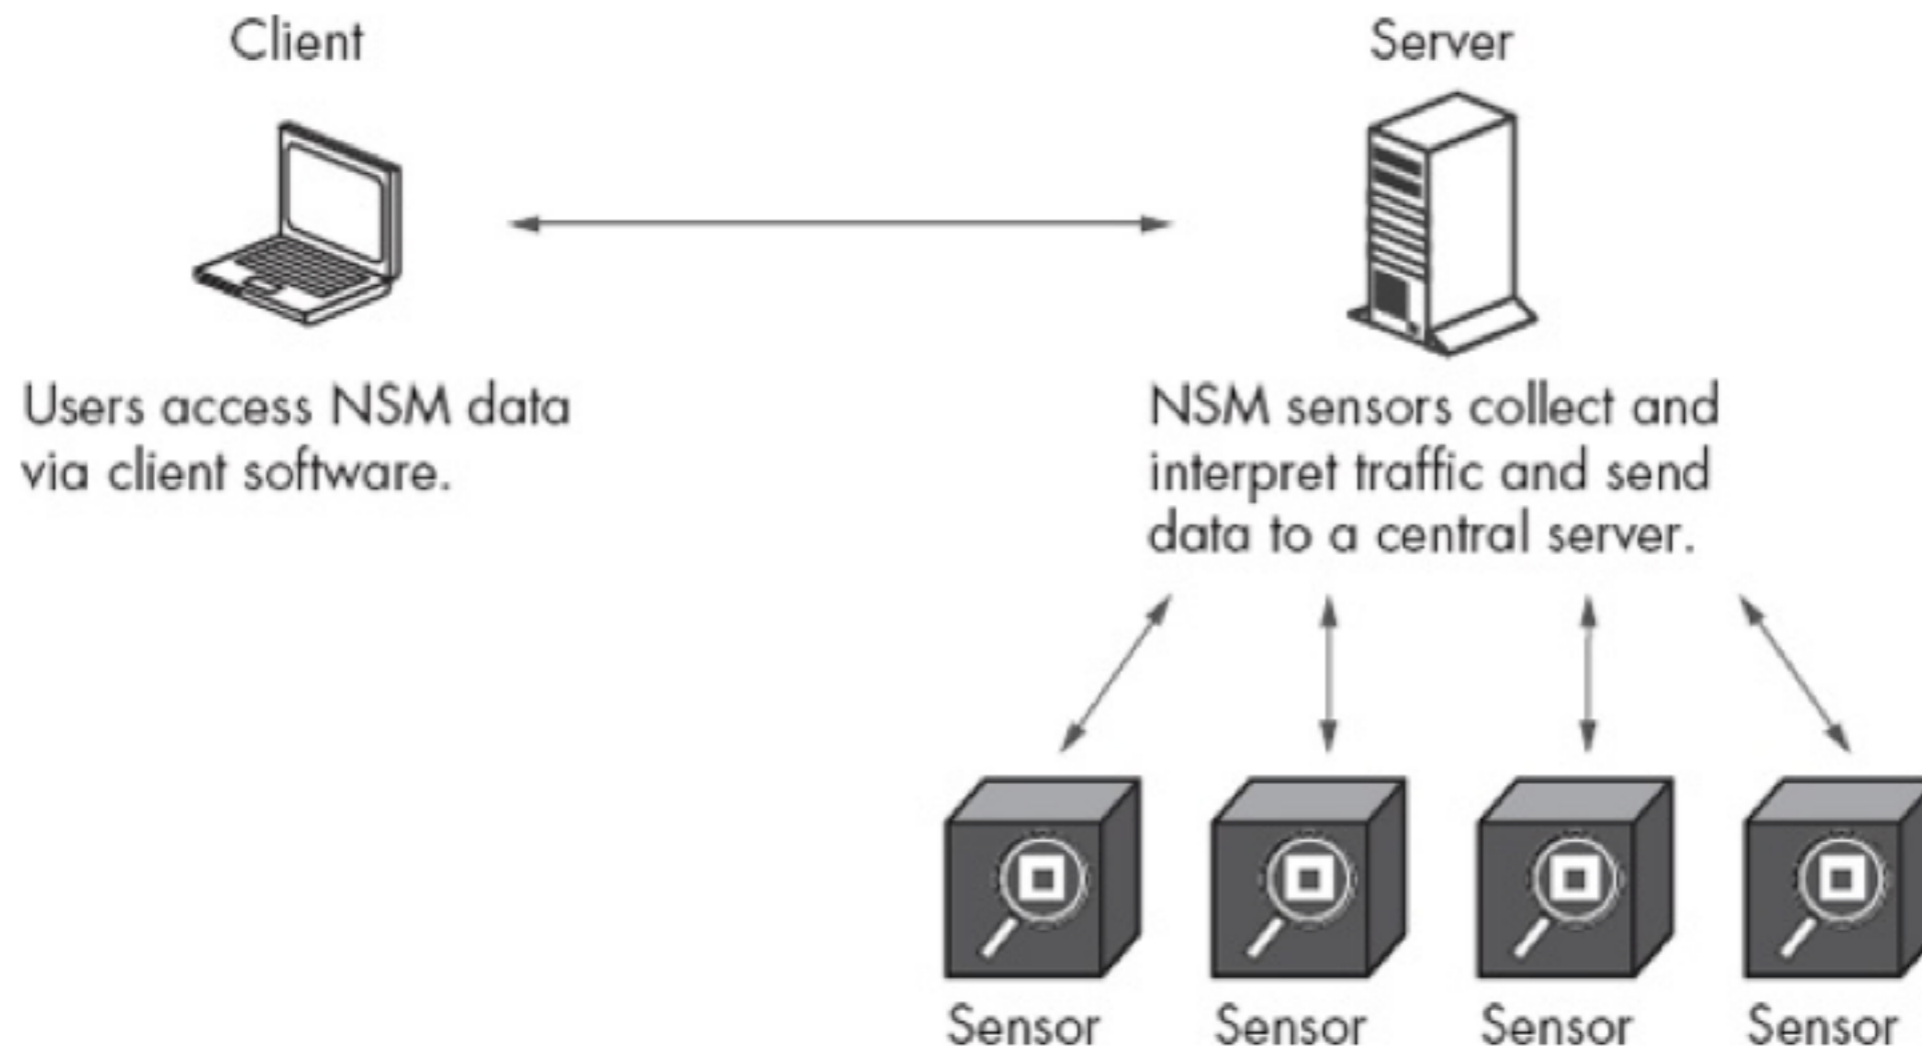 Client
Server
Users access NSM data
via client software.
NSM sensors collect and
interpret traffic and send
data to a central server.
Sensor
Sensor
Sensor
Sensor